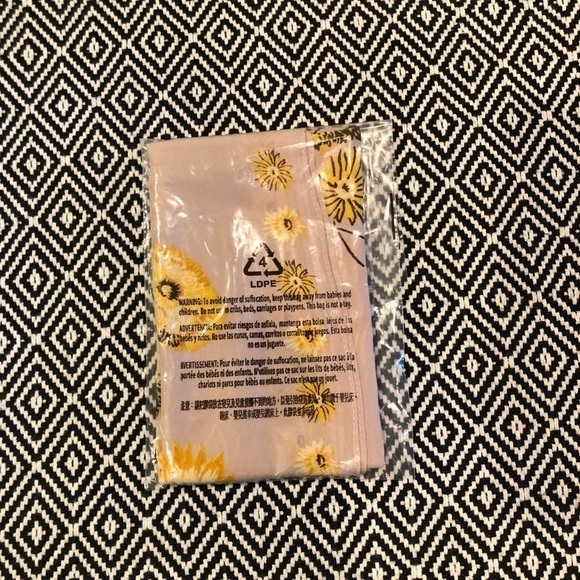 4
LDPE
WARNING: To avoid danger of suffocation, keep this bag away from babies and
children. Do not use in cribs, beds, carriages or playpens. This bag is not a toy.
ADVERTENCIA: Para evitar riesgos de asfixia, mantenga esta bolsa lejos de los
bebés y niños. No use las cunas, camas, carritos o corralitos de juegos. Esta bolsa
no es un juguete.
AVERTISSEMENT: Pour éviter le danger de suffocation, ne laissez pas ce sac à la
portée des bébés ni des enfants. N'utilisez pas ce sac sur les lits de bébés, lits,
chariots ni parcs pour bébés ou enfants. Ce sac n'est pas un jouet.